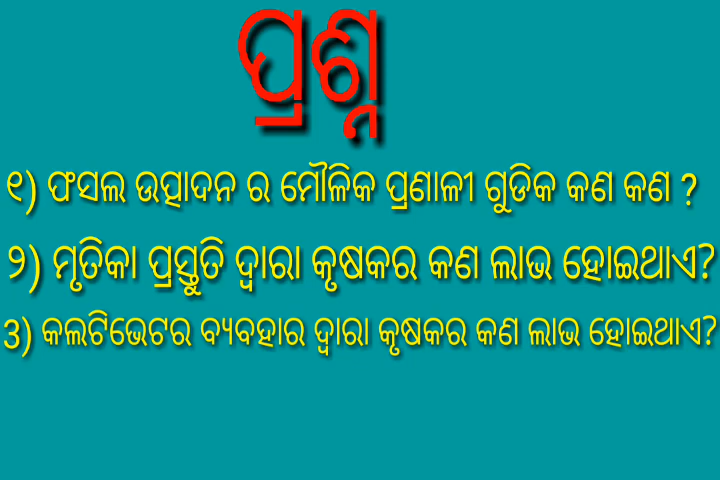 ପ୍ରଶ୍ନ
୧) ଫସଲ ଉତ୍ପାଦନ ର ମୌଳିକ ପ୍ରଣାଳୀ ଗୁଡିକ କଣ କଣ ?
୨) ମୃତିକା ପ୍ରସ୍ତୁତି ଦ୍ଵାରା କୃଷକର କଣ ଲାଭ ହୋଇଥାଏ?
3) କଲଟିଭେଟର ବ୍ୟବହାର ଦ୍ଵାରା କୃଷକର କଣ ଲାଭ ହୋଇଥାଏ?